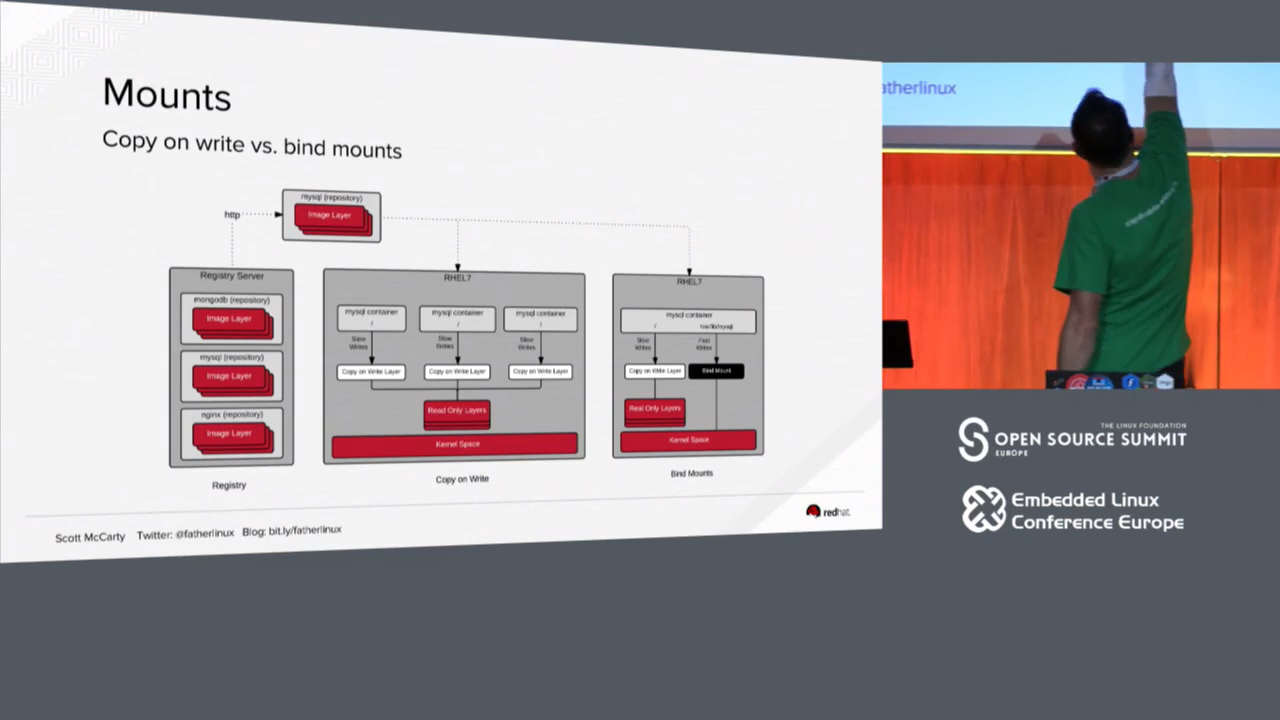 Mounts
Copy on write vs. bind mounts
http
mysql (repository)
Image Layer
Registry Server
mongodb (repository)
Image Layer
mysql (repository)
Image Layer
nginx (repository)
Image Layer
Registry
RHEL7
mysql container
/
mysql container
/
mysql container
/
Slow Writes
Slow Writes
Slow Writes
Copy on Write Layer
Copy on Write Layer
Copy on Write Layer
Read Only Layers
Kernel Space
Copy on Write
RHEL7
mysql container
/
/var/lib/mysql
Slow Writes
Fast Writes
Copy on Write Layer
Bind Mount
Real Only Layers
Kernel Space
Bind Mounts
Scott McCarty Twitter: @fatherlinux Blog: bit.ly/fatherlinux
redhat.
atherlinux
THE LINUX FOUNDATION
OPEN SOURCE SUMMIT
EUROPE
Embedded Linux
Conference Europe